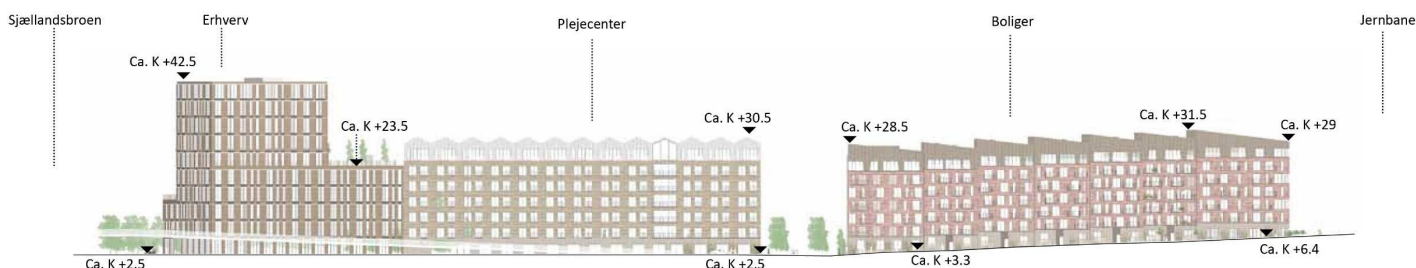 Sjællandsbroen
Erhverv
Plejecenter
Boliger
Jernbane
Ca. K +42.5
Ca. K +23.5
Ca. K +30.5
Ca. K +28.5
Ca. K +31.5
Ca. K +29
Ca. K +2.5
Ca. K +2.5
Ca. K +3.3
Ca. K +6.4